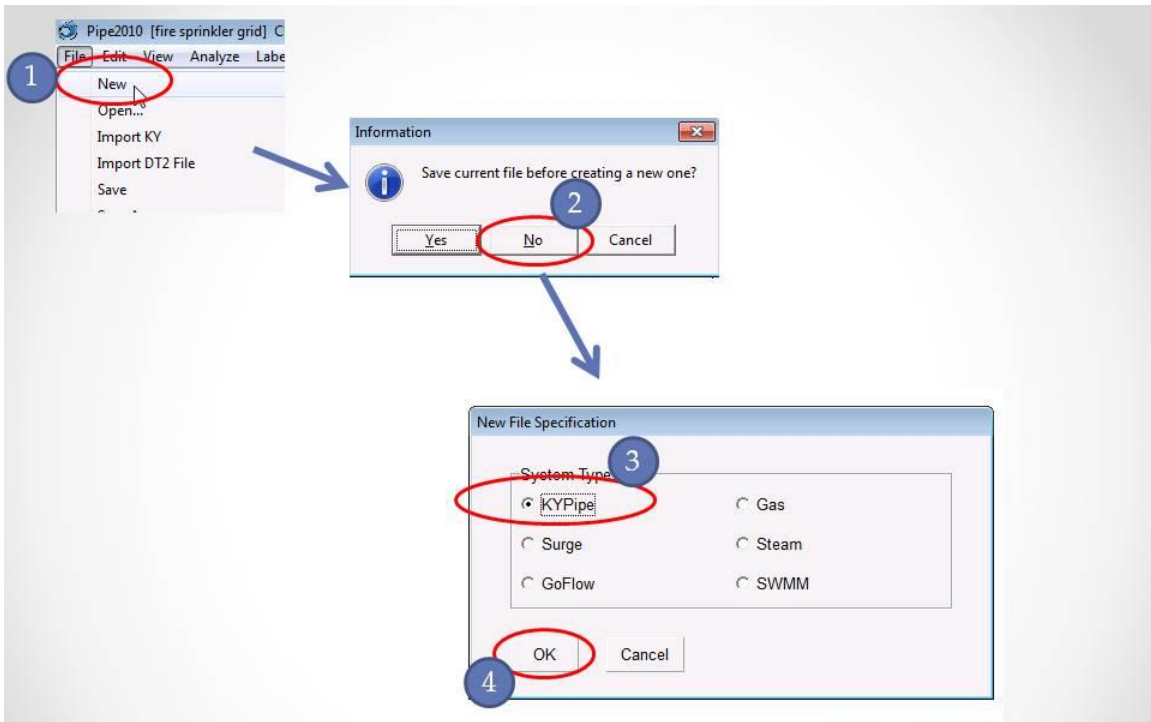 Pipe2010 [fire sprinkler grid] C
File Edit View Analyze Labe
1
New
Open...
Import KY
Import DT2 File
Save
Information
Save current file before creating a new one?
2
Yes No Cancel
New File Specification
3
System Type
KYPipe Gas
Surge Steam
GoFlow SWMM
OK Cancel
4